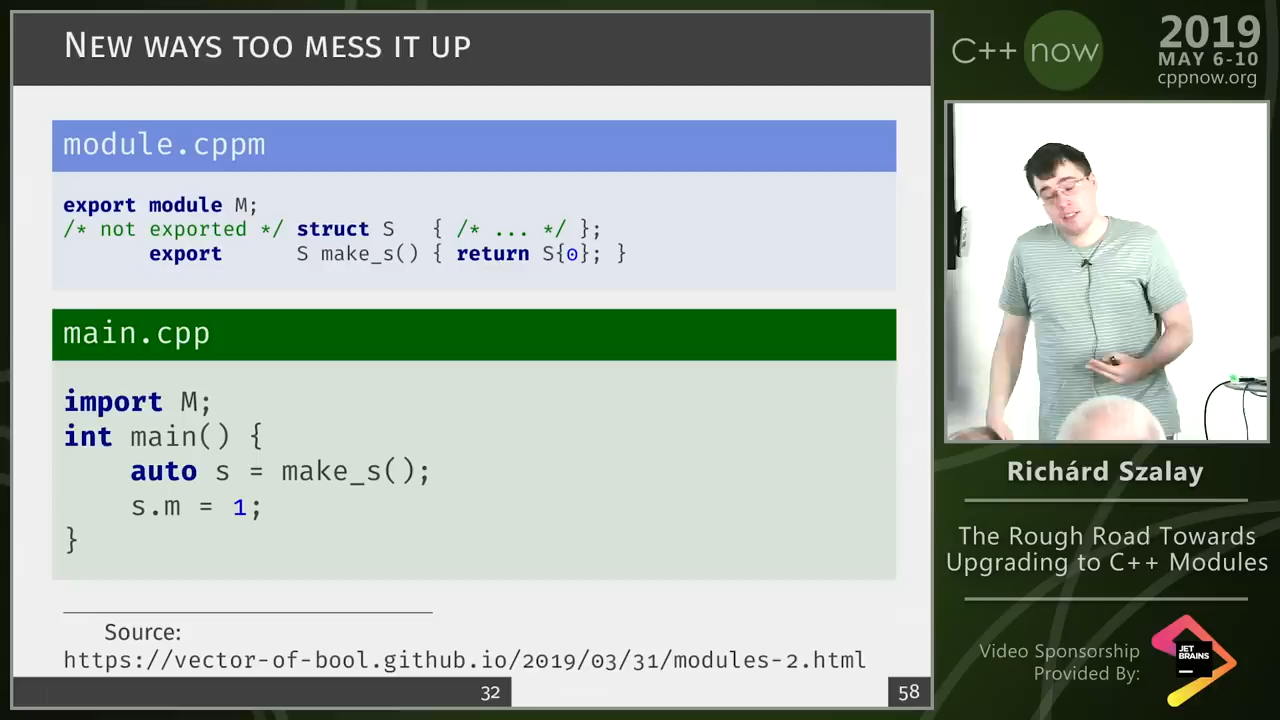 NEW WAYS TOO MESS IT UP
module.cppm
export module M;
/* not exported */ struct S { /* ... */ };
export S make_s() { return S{0}; }
main.cpp
import M;
int main() {
auto s = make_s();
s.m = 1;
}
Source:
https://vector-of-bool.github.io/2019/03/31/modules-2.html
32
58
C++ now
2019
MAY 6-10
cppnow.org
Richárd Szalay
The Rough Road Towards
Upgrading to C++ Modules
Video Sponsorship
Provided By:
JET
BRAINS